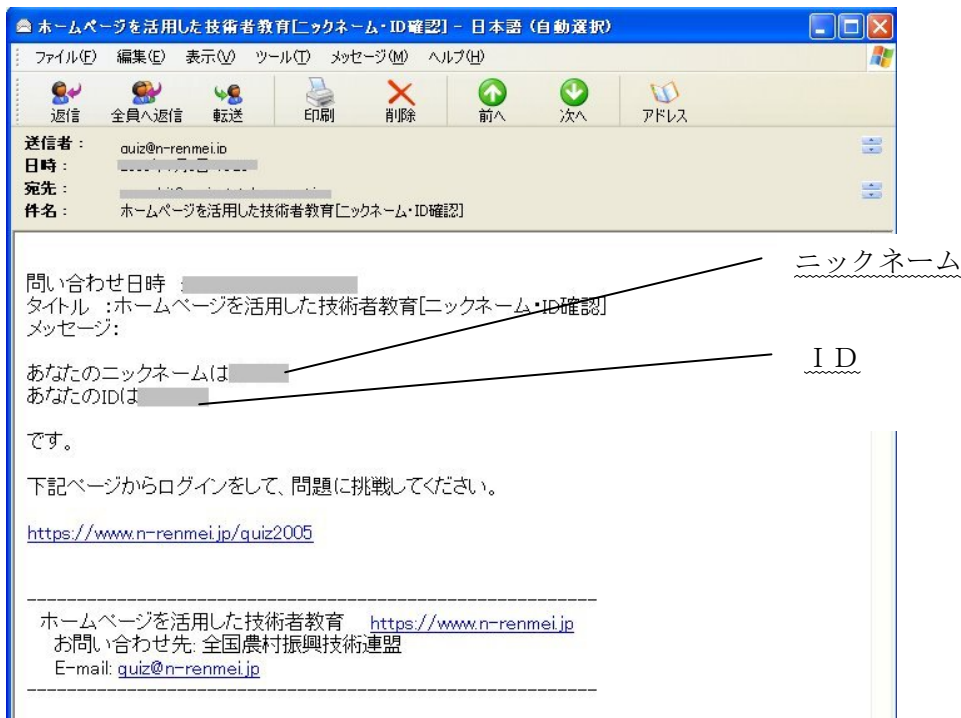 ホームページを活用した技術者教育[ニックネーム・ID確認] - 日本語 (自動選択)
ファイル(F) 編集(E) 表示(V) ツール(T) メッセージ(M) ヘルプ(H)
返信 全員へ返信 転送 印刷 削除 前へ 次へ アドレス
送信者： quiz@n-renmei.jp
日時：
宛先：
件名： ホームページを活用した技術者教育[ニックネーム・ID確認]
ニックネーム
問い合わせ日時 :
タイトル :ホームページを活用した技術者教育[ニックネーム・ID確認]
メッセージ:
ＩＤ
あなたのニックネームは
あなたのIDは
です。
下記ページからログインをして、問題に挑戦してください。
https://www.n-renmei.jp/quiz2005
----------------------------------------------------------
ホームページを活用した技術者教育 https://www.n-renmei.jp
お問い合わせ先: 全国農村振興技術連盟
E-mail: quiz@n-renmei.jp
----------------------------------------------------------